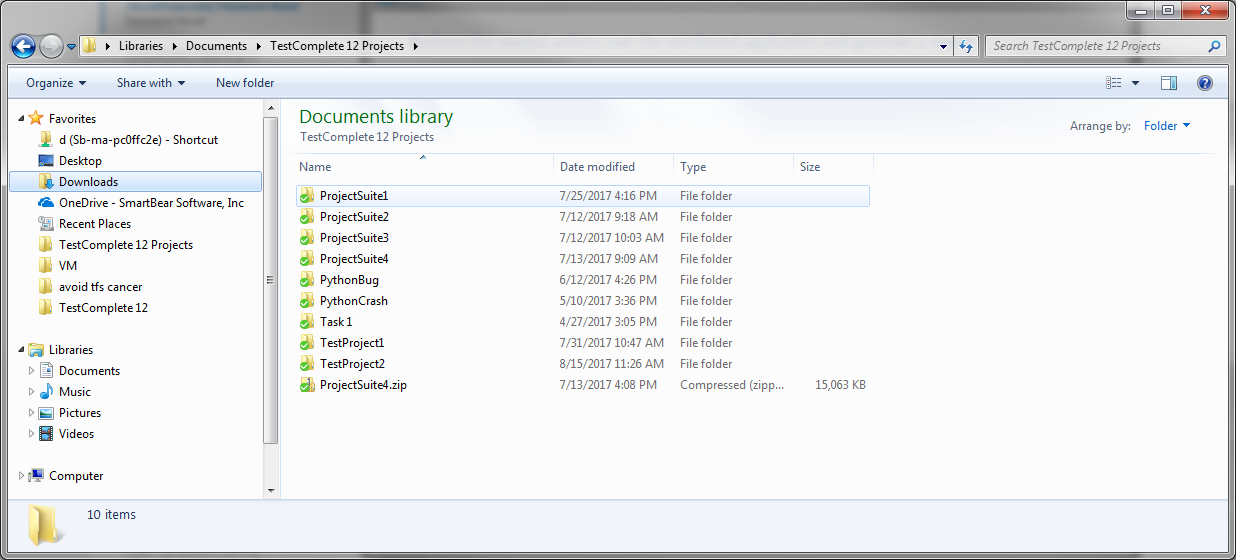 Libraries Documents TestComplete 12 Projects
Search TestComplete 12 Projects
Organize Share with New folder
Favorites
d (Sb-ma-pc0ffc2e) - Shortcut
Desktop
Downloads
OneDrive - SmartBear Software, Inc
Recent Places
TestComplete 12 Projects
VM
avoid tfs cancer
TestComplete 12
Libraries
Documents
Music
Pictures
Videos
Computer
Documents library
TestComplete 12 Projects
Arrange by: Folder
Name Date modified Type Size
ProjectSuite1 7/25/2017 4:16 PM File folder
ProjectSuite2 7/12/2017 9:18 AM File folder
ProjectSuite3 7/12/2017 10:03 AM File folder
ProjectSuite4 7/13/2017 9:09 AM File folder
PythonBug 6/12/2017 4:26 PM File folder
PythonCrash 5/10/2017 3:36 PM File folder
Task 1 4/27/2017 3:05 PM File folder
TestProject1 7/31/2017 10:47 AM File folder
TestProject2 8/15/2017 11:26 AM File folder
ProjectSuite4.zip 7/13/2017 4:08 PM Compressed (zipp... 15,063 KB
10 items